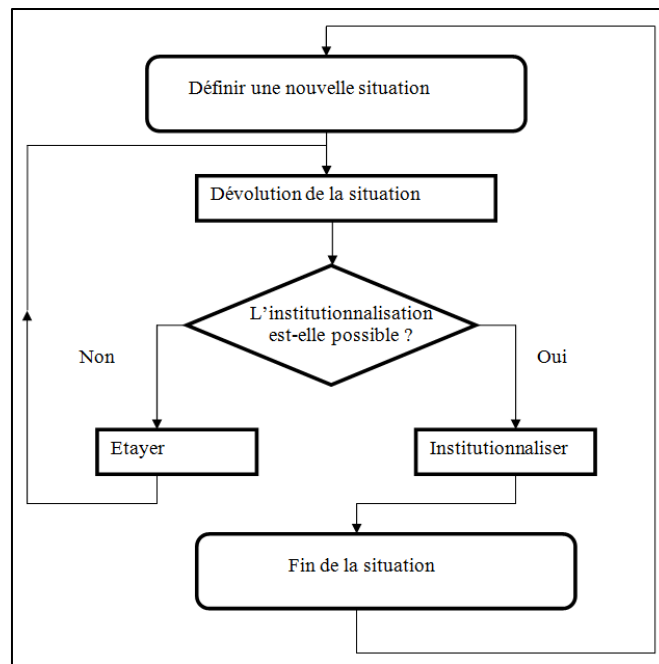 Définir une nouvelle situation
Dévolution de la situation
L’institutionnalisation
est-elle possible ?
Non
Oui
Etayer
Institutionnaliser
Fin de la situation